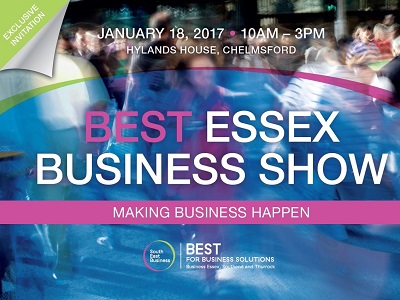 EXCLUSIVE
INVITATION
JANUARY 18, 2017 • 10AM – 3PM
HYLANDS HOUSE, CHELMSFORD
BEST ESSEX
BUSINESS SHOW
MAKING BUSINESS HAPPEN
South
East
Business
BEST
FOR BUSINESS SOLUTIONS
Business Essex, Southend and Thurrock